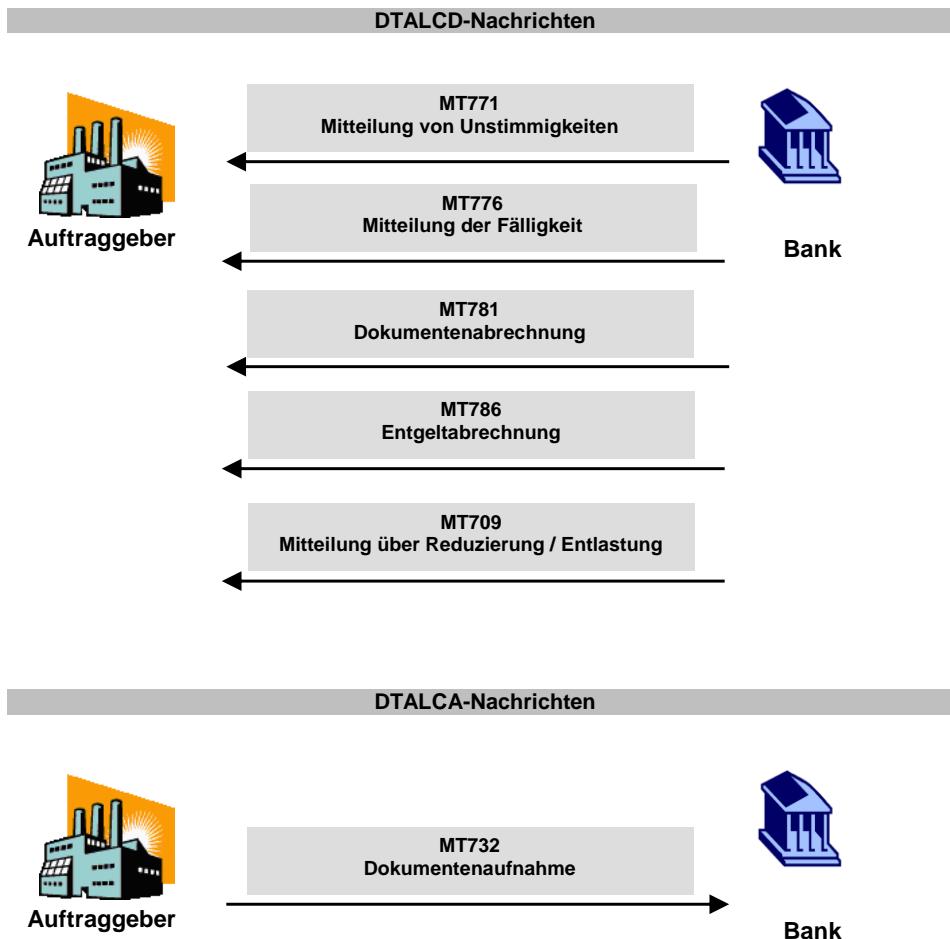 DTALCD-Nachrichten
MT771
Mitteilung von Unstimmigkeiten
MT776
Mitteilung der Fälligkeit
Auftraggeber
Bank
MT781
Dokumentenabrechnung
MT786
Entgeltabrechnung
MT709
Mitteilung über Reduzierung / Entlastung
DTALCA-Nachrichten
MT732
Dokumentenaufnahme
Auftraggeber
Bank